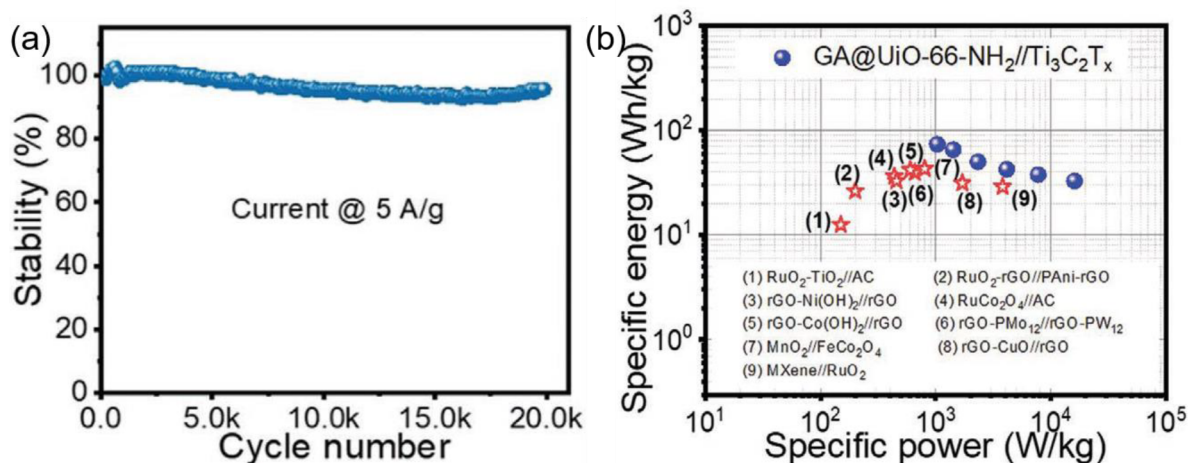 (a)
Stability (%)
100
80
60
40
20
0
Current @ 5 A/g
0.0 5.0k 10.0k 15.0k 20.0k
Cycle number
(b)
Specific energy (Wh/kg)
10³
10²
10¹
10⁰
GA@UiO-66-NH₂//Ti₃C₂Tₓ
(1)
(2)
(3)
(4)
(5)
(6)
(7)
(8)
(9)
(1) RuO₂-TiO₂//AC (2) RuO₂-rGO//PAni-rGO
(3) rGO-Ni(OH)₂//rGO (4) RuCo₂O₄//AC
(5) rGO-Co(OH)₂//rGO (6) rGO-PMo₁₂//rGO-PW₁₂
(7) MnO₂//FeCo₂O₄ (8) rGO-CuO//rGO
(9) MXene//RuO₂
10¹ 10² 10³ 10⁴ 10⁵
Specific power (W/kg)